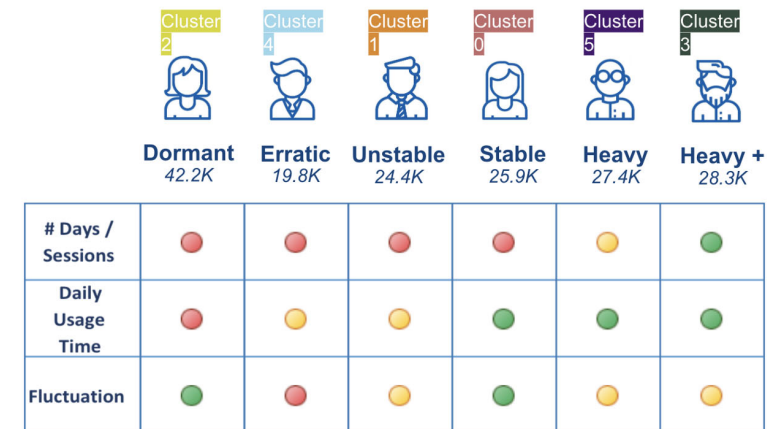 Cluster 2
Cluster 4
Cluster 1
Cluster 0
Cluster 5
Cluster 3
Dormant
Erratic
Unstable
Stable
Heavy
Heavy +
42.2K
19.8K
24.4K
25.9K
27.4K
28.3K
# Days /
Sessions
Daily
Usage
Time
Fluctuation